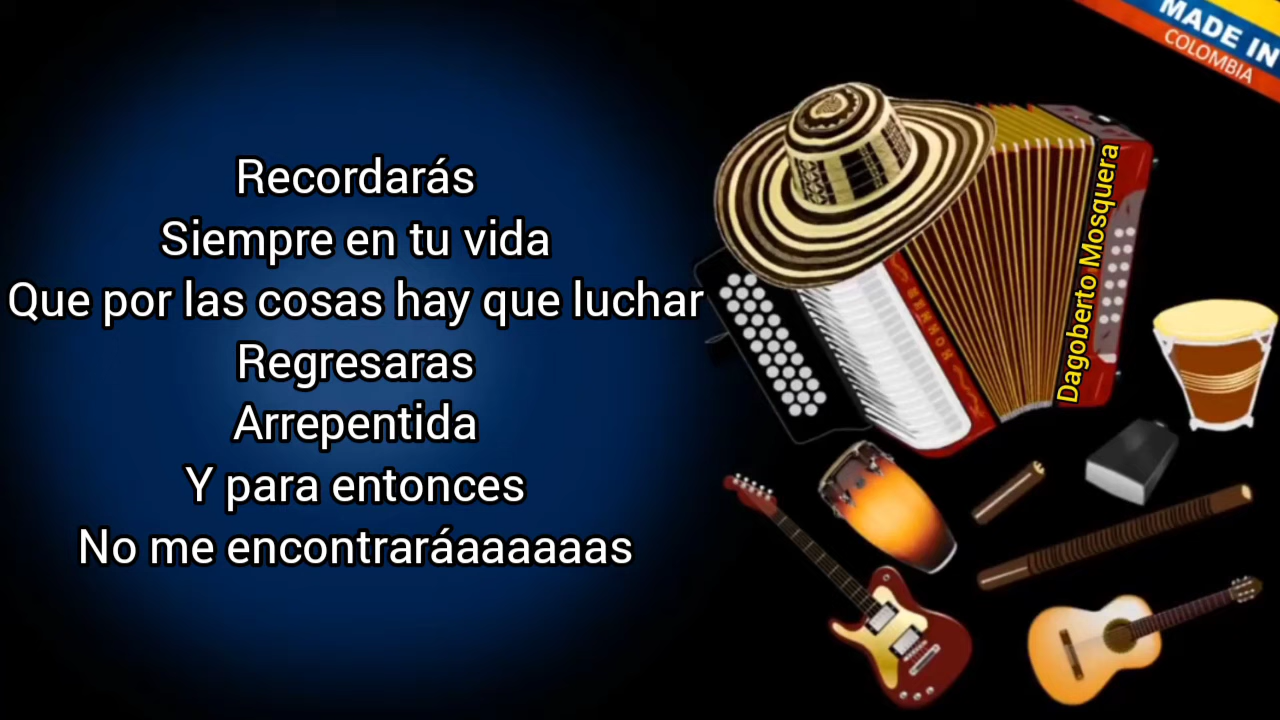 MADE IN
COLOMBIA
Recordarás
Siempre en tu vida
Que por las cosas hay que luchar
Regresaras
Arrepentida
Y para entonces
No me encontraráaaaaaas
Dagoberto Mosquera
HOHNER